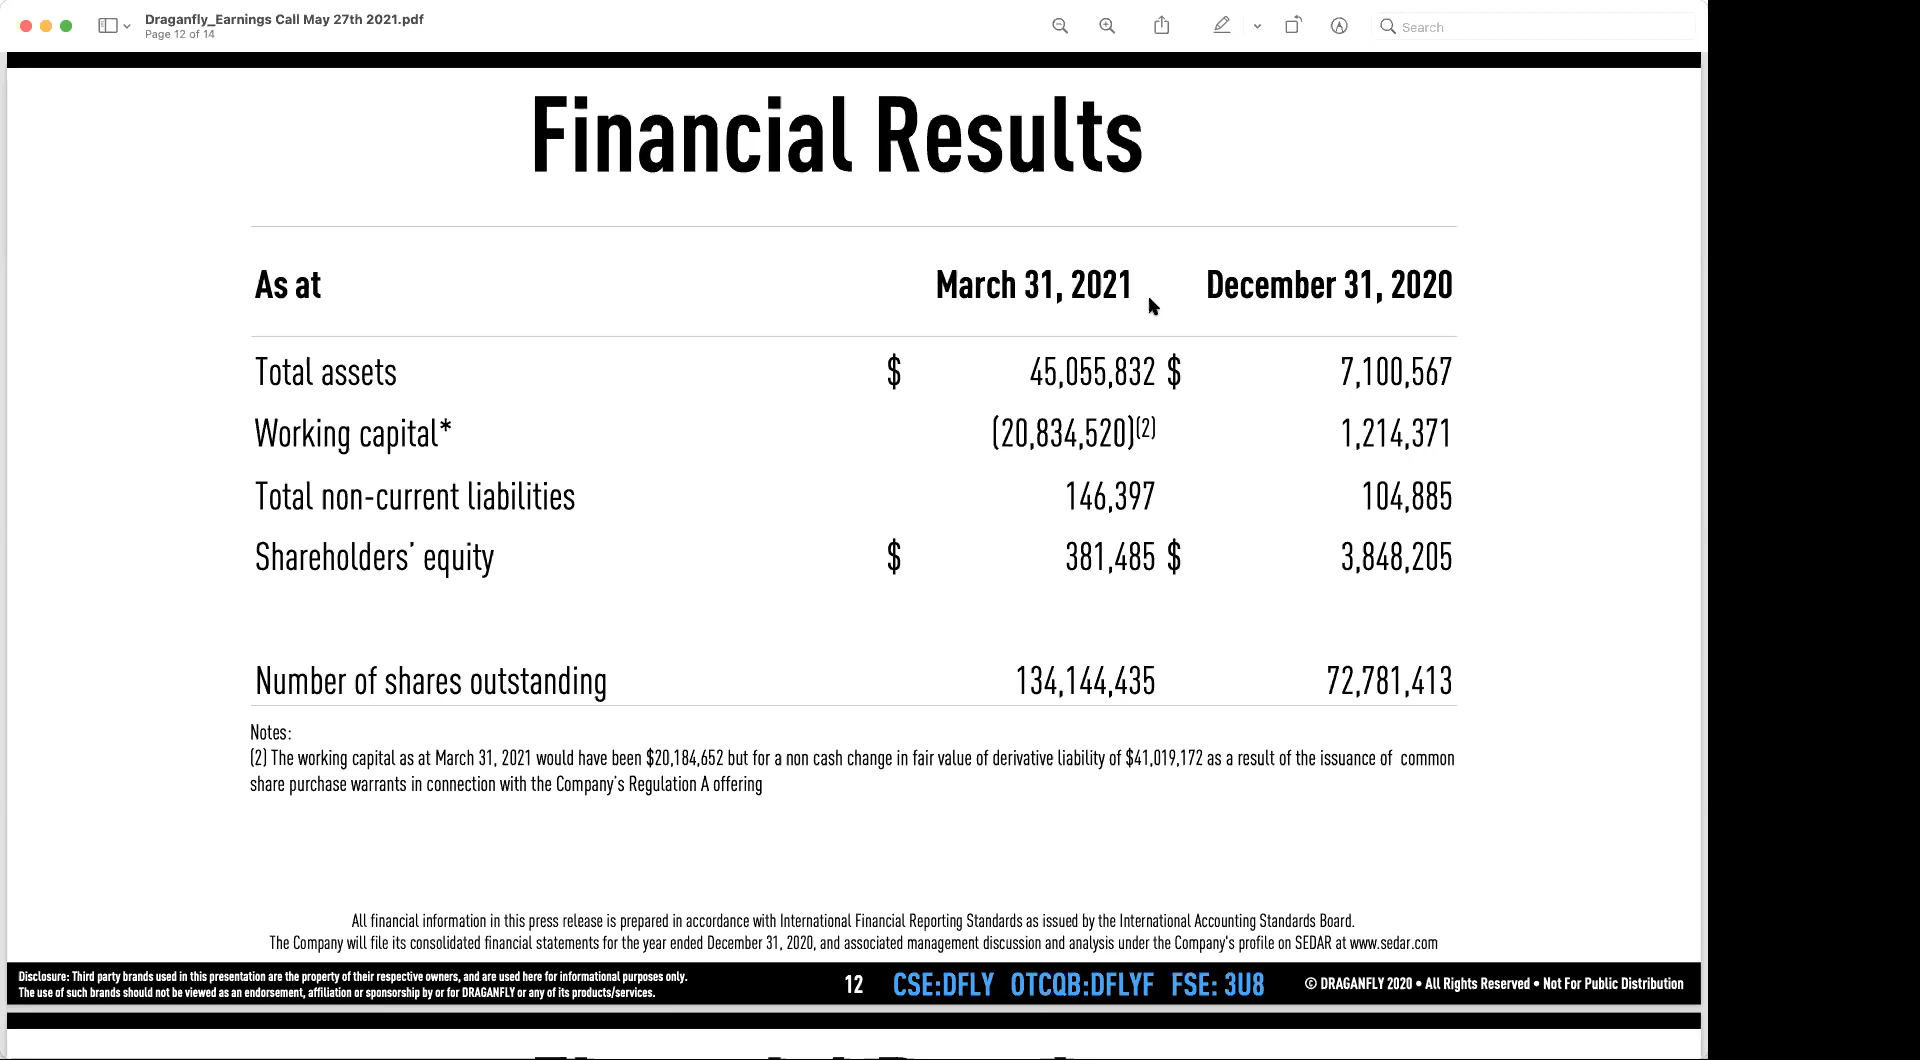 Draganfly_Earnings Call May 27th 2021.pdf
Page 12 of 14
Search
Financial Results
As at March 31, 2021 December 31, 2020
Total assets $ 45,055,832 $ 7,100,567
Working capital* (20,834,520)(2) 1,214,371
Total non-current liabilities 146,397 104,885
Shareholders' equity $ 381,485 $ 3,848,205
Number of shares outstanding 134,144,435 72,781,413
Notes:
(2) The working capital as at March 31, 2021 would have been $20,184,652 but for a non cash change in fair value of derivative liability of $41,019,172 as a result of the issuance of common
share purchase warrants in connection with the Company's Regulation A offering
All financial information in this press release is prepared in accordance with International Financial Reporting Standards as issued by the International Accounting Standards Board.
The Company will file its consolidated financial statements for the year ended December 31, 2020, and associated management discussion and analysis under the Company's profile on SEDAR at www.sedar.com
Disclosure: Third party brands used in this presentation are the property of their respective owners, and are used here for informational purposes only.
The use of such brands should not be viewed as an endorsement, affiliation or sponsorship by or for DRAGANFLY or any of its products/services.
12 CSE:DFLY OTCQB:DFLYF FSE: 3U8 © DRAGANFLY 2020 • All Rights Reserved • Not For Public Distribution